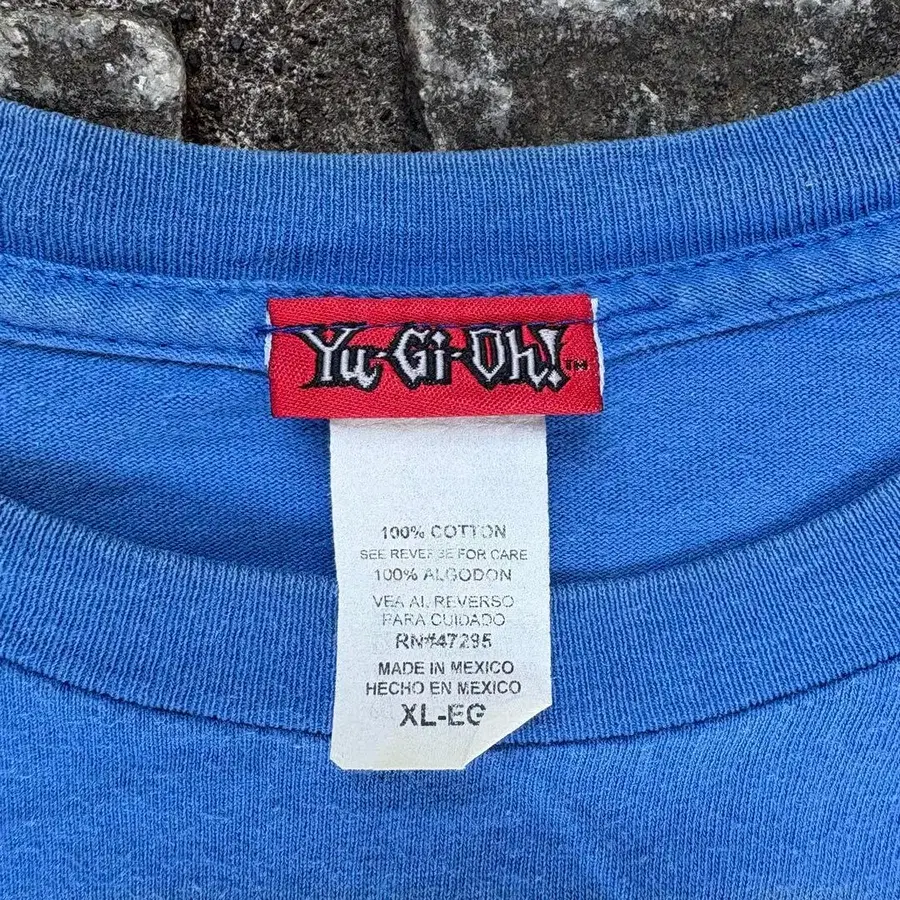 Yu-Gi-Oh!™
100% COTTON
SEE REVERSE FOR CARE
100% ALGODON
VEA AL REVERSO
PARA CUIDADO
RN#47295
MADE IN MEXICO
HECHO EN MEXICO
XL-EG